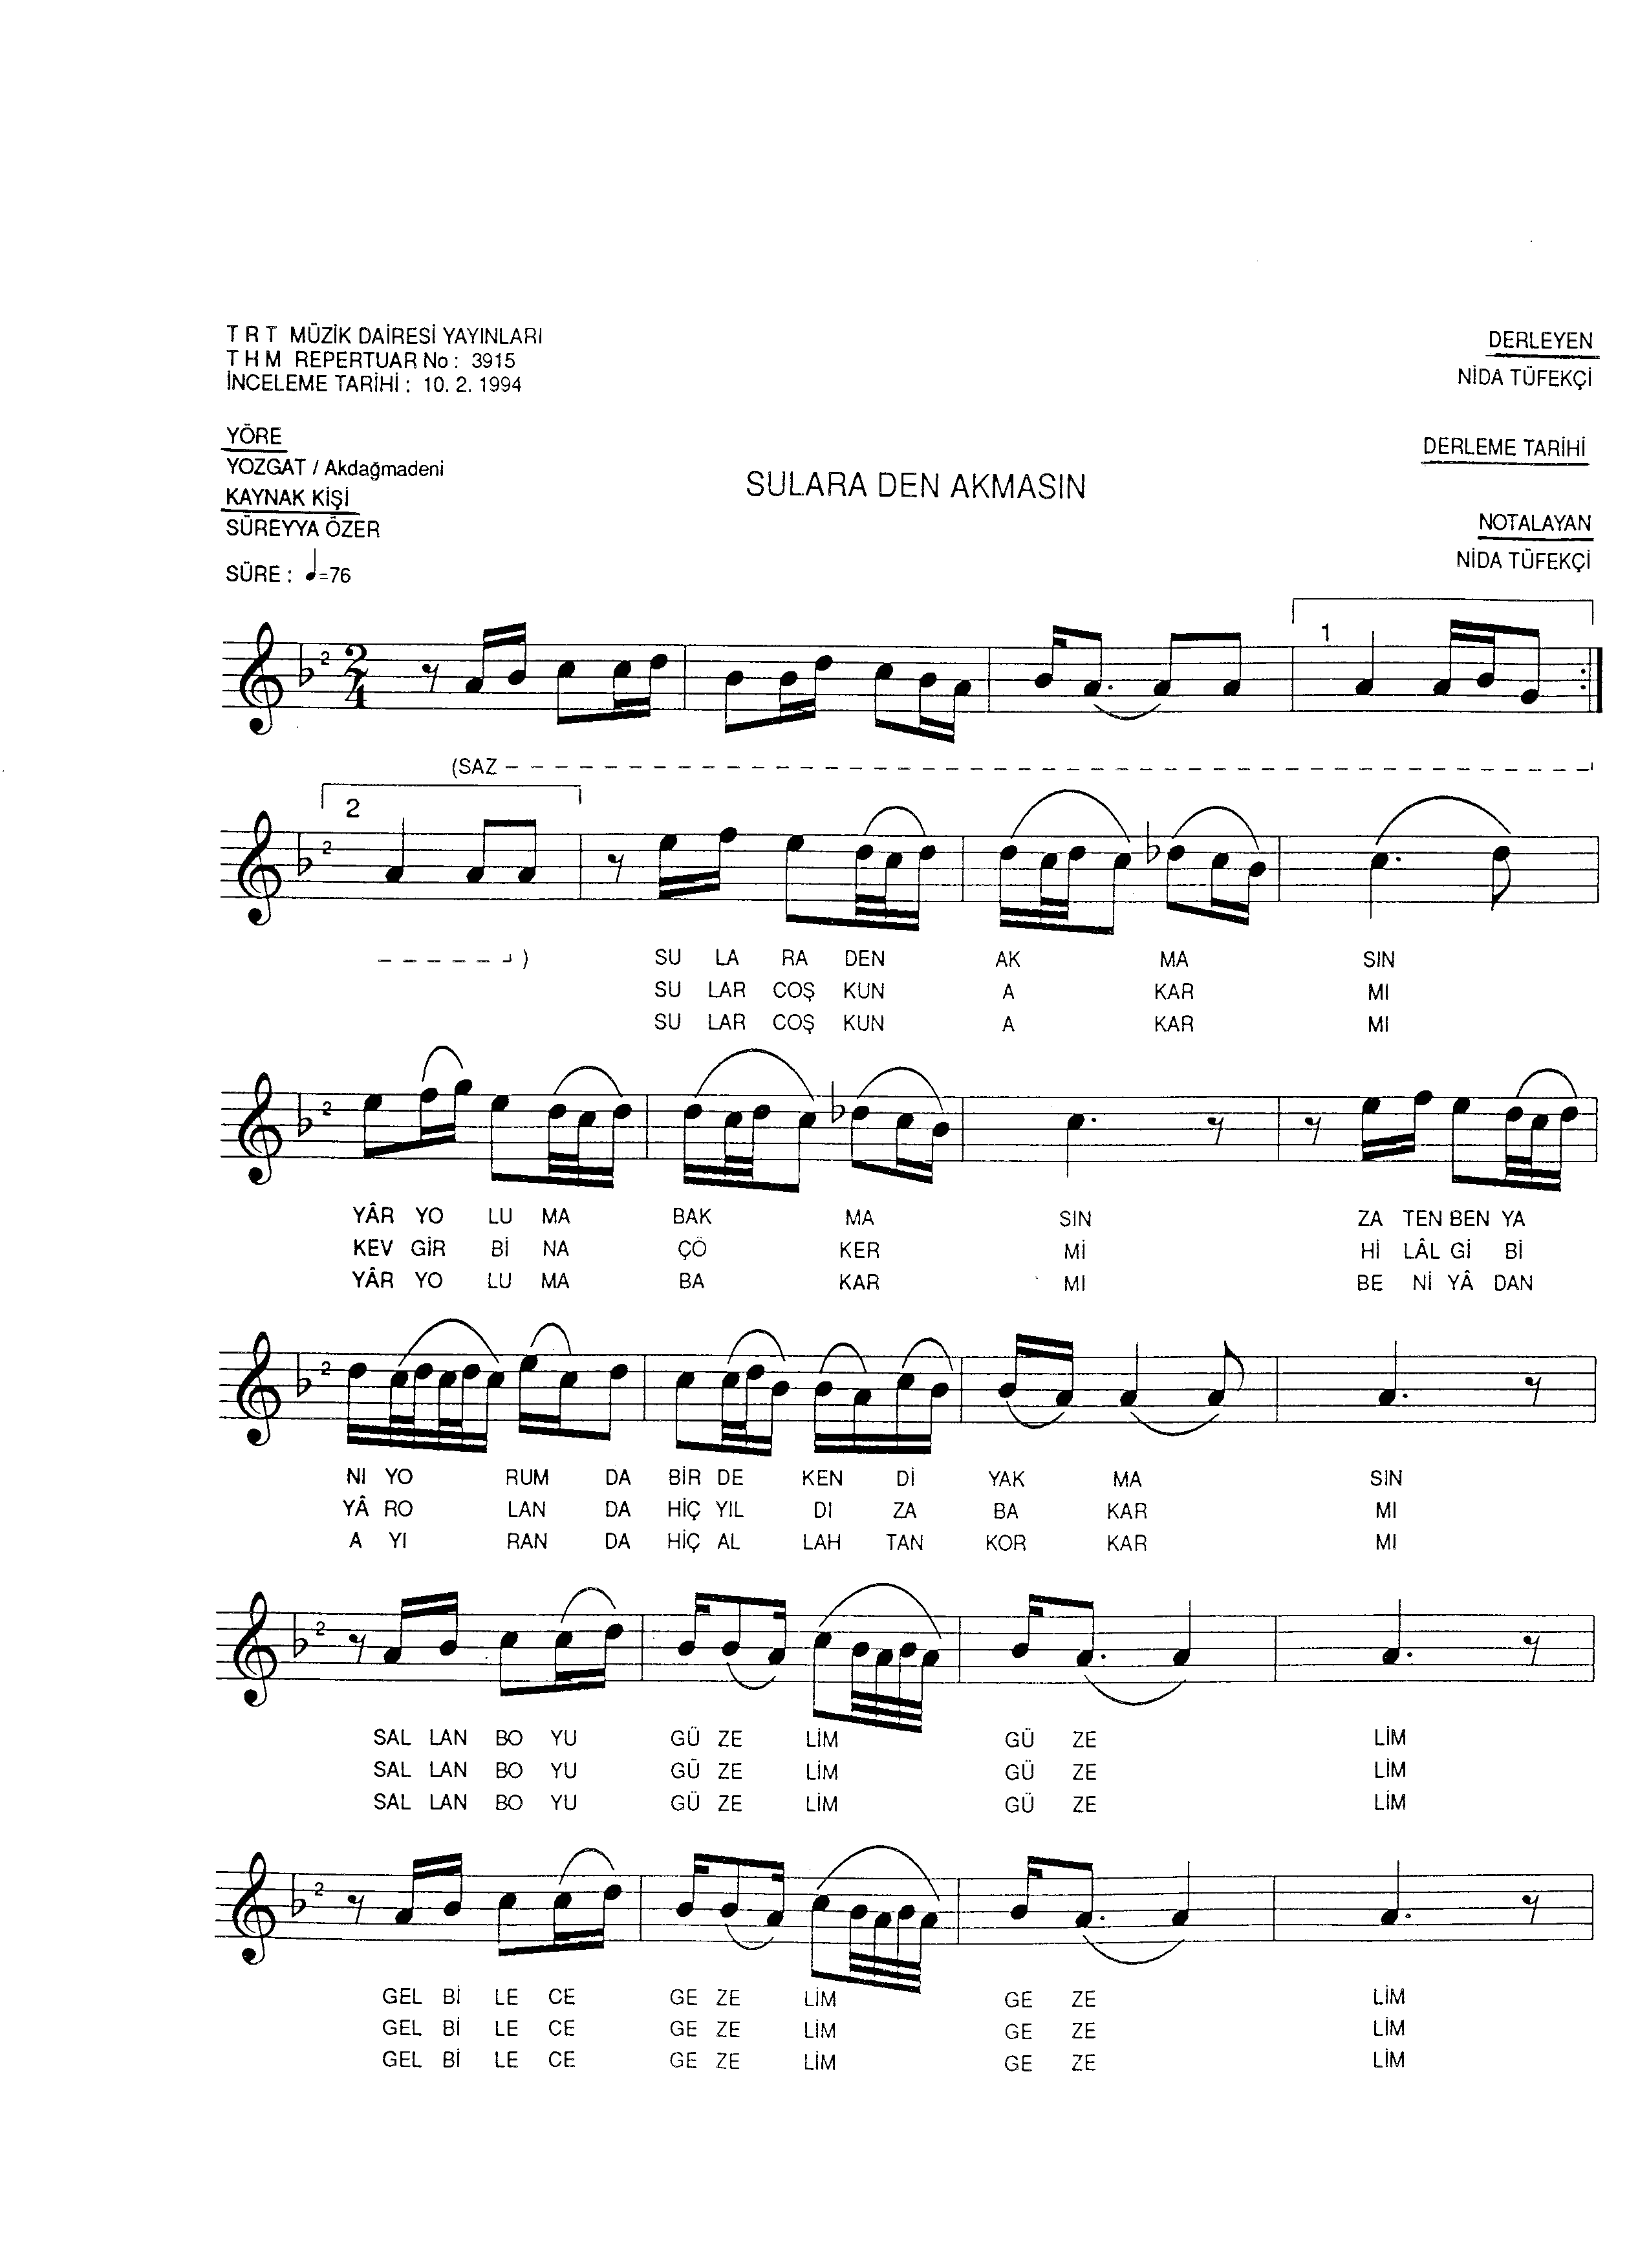 T R T MÜZİK DAİRESİ YAYINLARI
T H M REPERTUAR No : 3915
İNCELEME TARİHİ : 10. 2. 1994
DERLEYEN
NİDA TÜFEKÇİ
YÖRE
YOZGAT / Akdağmadeni
KAYNAK KİŞİ
SÜREYYA ÖZER
SULARA DEN AKMASIN
DERLEME TARİHİ
NOTALAYAN
NİDA TÜFEKÇİ
SÜRE : ♩=76
1
2 2 4
(SAZ
2
2
)
SU LA RA DEN AK MA SIN
SU LAR COŞ KUN A KAR MI
SU LAR COŞ KUN A KAR MI
2
YÂR YO LU MA BAK MA SIN ZA TEN BEN YA
KEV GİR Bİ NA ÇÖ KER Mİ Hİ LÂL Gİ Bİ
YÂR YO LU MA BA KAR MI BE Nİ YÂ DAN
2
NI YO RUM DA BİR DE KEN Dİ YAK MA SIN
YÂ RO LAN DA HİÇ YIL DI ZA BA KAR MI
A YI RAN DA HİÇ AL LAH TAN KOR KAR MI
2
SAL LAN BO YU GÜ ZE LİM GÜ ZE LİM
SAL LAN BO YU GÜ ZE LİM GÜ ZE LİM
SAL LAN BO YU GÜ ZE LİM GÜ ZE LİM
2
GEL Bİ LE CE GE ZE LİM GE ZE LİM
GEL Bİ LE CE GE ZE LİM GE ZE LİM
GEL Bİ LE CE GE ZE LİM GE ZE LİM